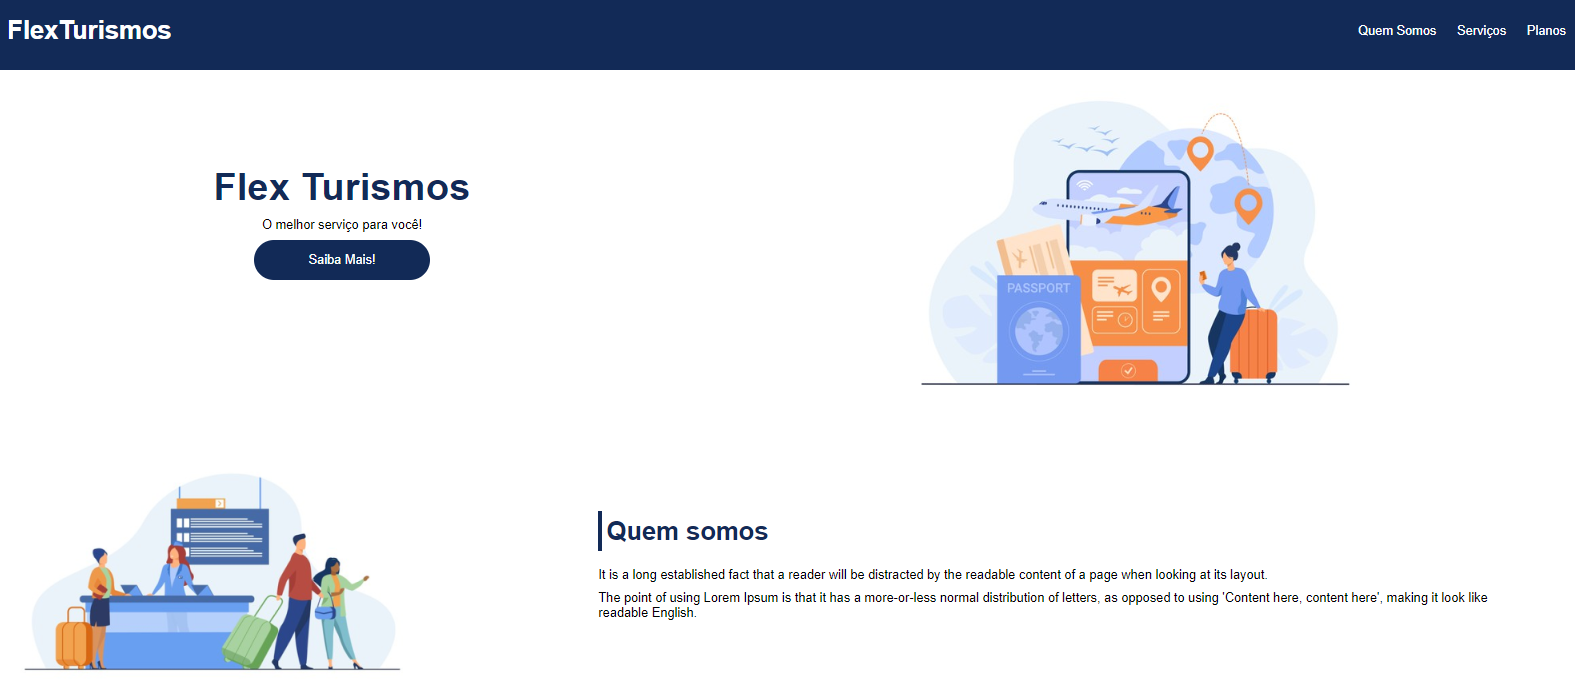 FlexTurismos
Quem Somos Serviços Planos
Flex Turismos
O melhor serviço para você!
Saiba Mais!
PASSPORT
Quem somos
It is a long established fact that a reader will be distracted by the readable content of a page when looking at its layout.
The point of using Lorem Ipsum is that it has a more-or-less normal distribution of letters, as opposed to using 'Content here, content here', making it look like
readable English.